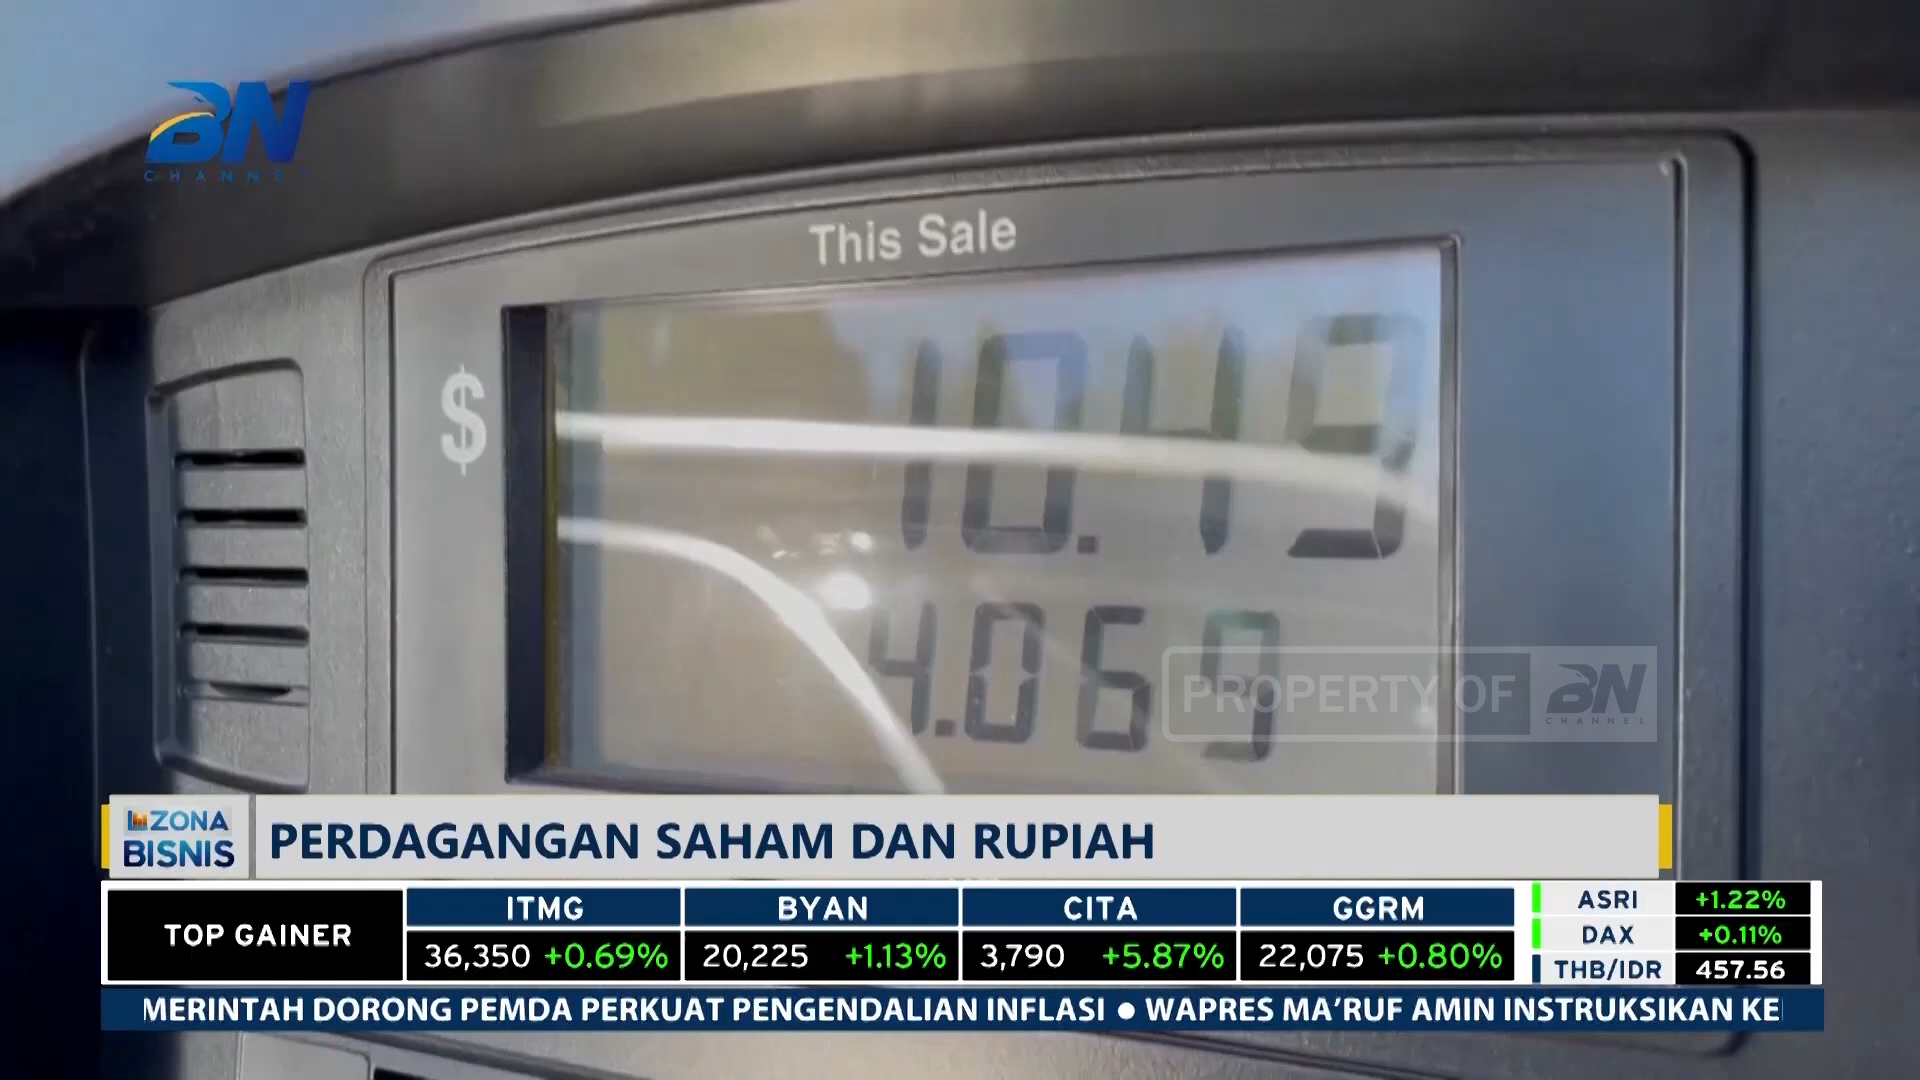 BN
CHANNEL
This Sale
$
10.49
4.069
PROPERTY OF BN
CHANNEL
ZONA
BISNIS
PERDAGANGAN SAHAM DAN RUPIAH
TOP GAINER
ITMG
36,350 +0.69%
BYAN
20,225 +1.13%
CITA
3,790 +5.87%
GGRM
22,075 +0.80%
ASRI +1.22%
DAX +0.11%
THB/IDR 457.56
MERINTAH DORONG PEMDA PERKUAT PENGENDALIAN INFLASI ● WAPRES MA’RUF AMIN INSTRUKSIKAN KE